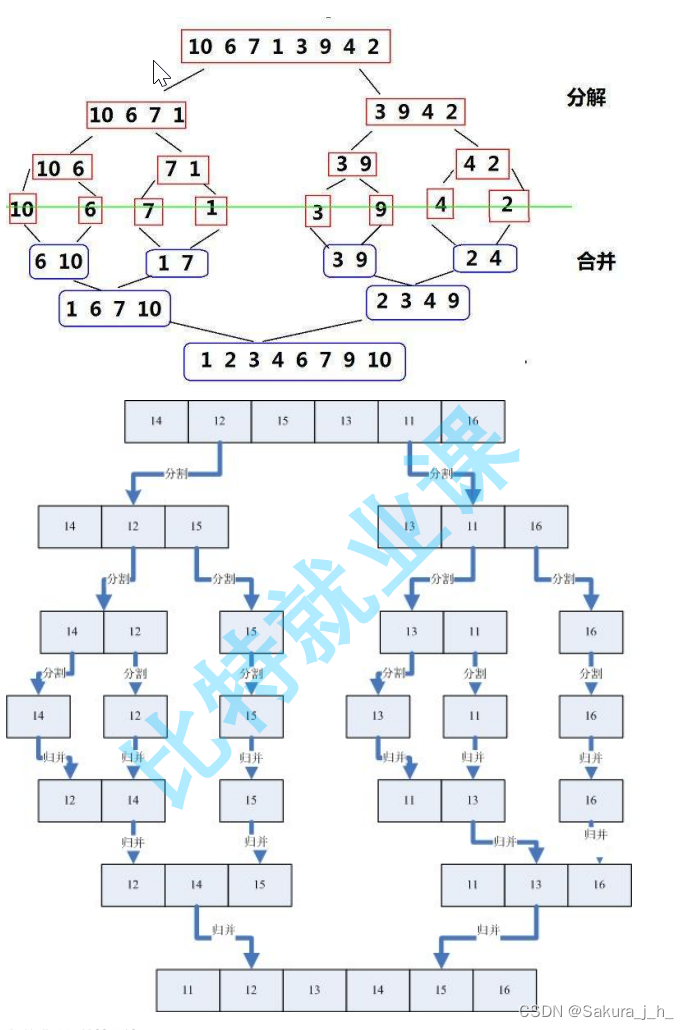 10 6 7 1 3 9 4 2
分解
10 6 7 1
3 9 4 2
10 6
7 1
3 9
4 2
10
6
7
1
3
9
4
2
6 10
1 7
3 9
2 4
合并
1 6 7 10
2 3 4 9
1 2 3 4 6 7 9 10
14 12 15 13 11 16
分割 分割
14 12 15 13 11 16
分割 分割 分割 分割
14 12 15 13 11 16
分割 分割 分割 分割 分割 分割
14 12 15 13 11 16
归并 归并 归并 归并 归并 归并
12 14 15 11 13 16
归并 归并 归并 归并
12 14 15 11 13 16
归并 归并
11 12 13 14 15 16
比特就业课
CSDN @Sakura_j_h_